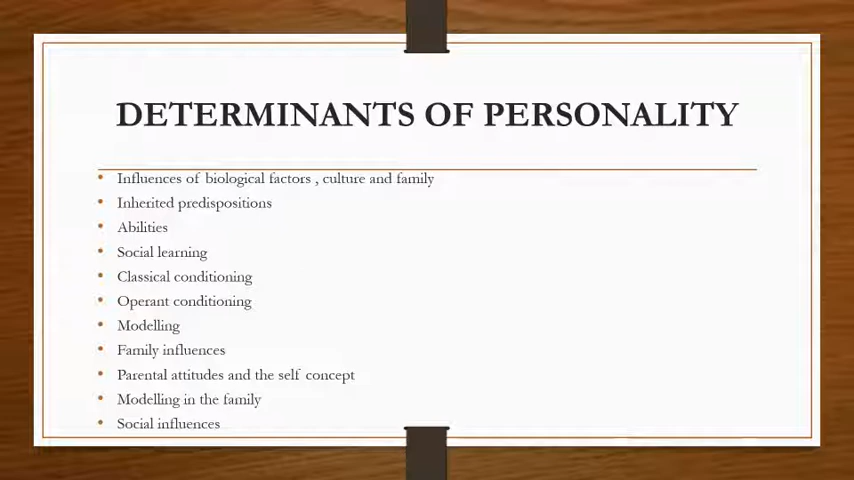 DETERMINANTS OF PERSONALITY
• Influences of biological factors , culture and family
• Inherited predispositions
• Abilities
• Social learning
• Classical conditioning
• Operant conditioning
• Modelling
• Family influences
• Parental attitudes and the self concept
• Modelling in the family
• Social influences